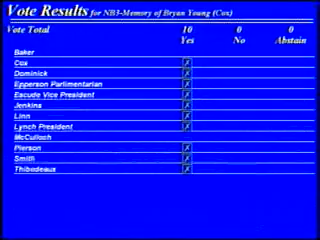 Vote Results for NB3-Memory of Bryan Young (Cox)
Vote Total 10 0 0
Yes No Abstain
Baker
Cox
Dominick
Epperson Parlimentarian
Escude Vice President
Jenkins
Linn
Lynch President
McCulloch
Pierson
Smith
Thibodeaux